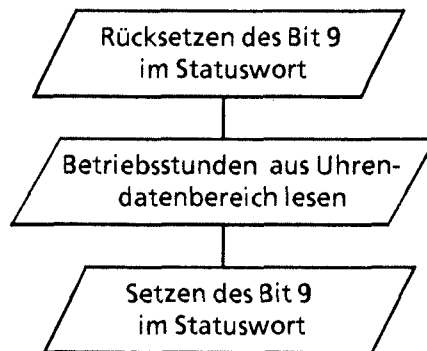 Rücksetzen des Bit 9
im Statuswort
Betriebsstunden aus Uhren-
datenbereich lesen
Setzen des Bit 9
im Statuswort